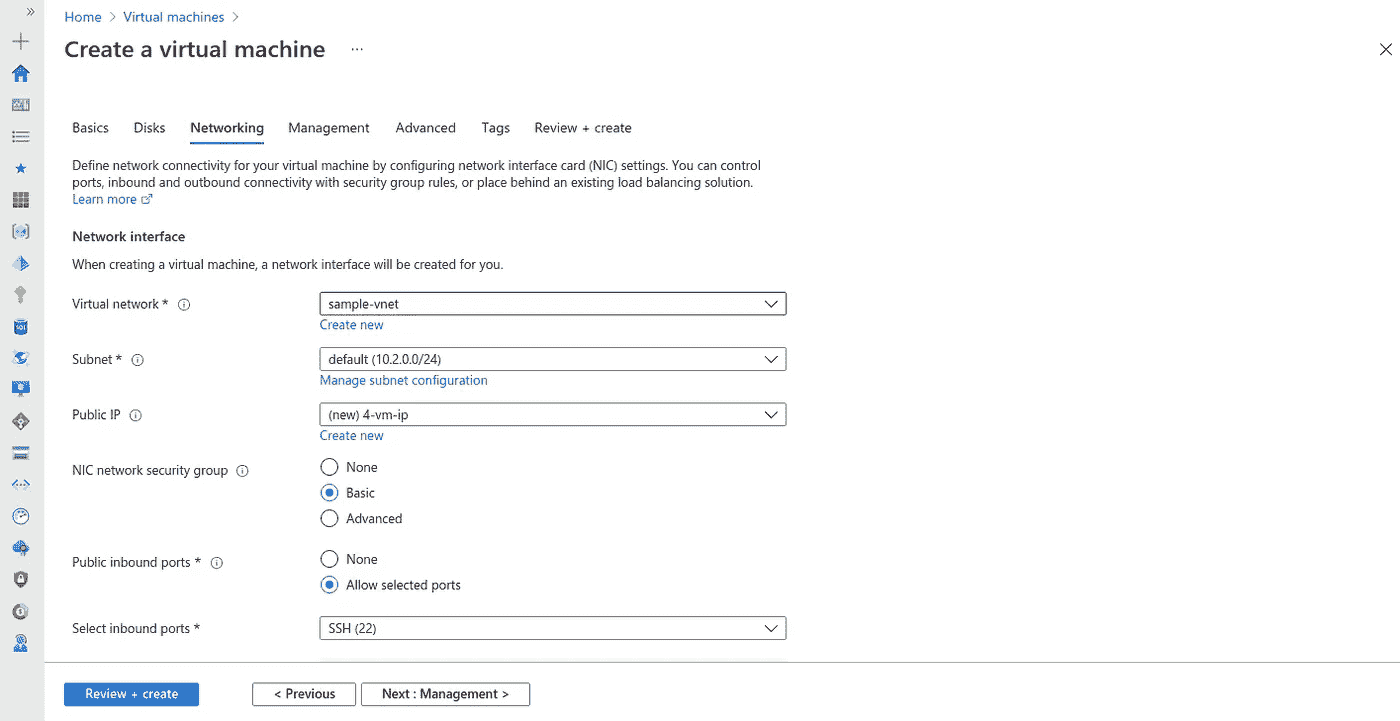 Home > Virtual machines >
Create a virtual machine ...
Basics Disks Networking Management Advanced Tags Review + create
Define network connectivity for your virtual machine by configuring network interface card (NIC) settings. You can control
ports, inbound and outbound connectivity with security group rules, or place behind an existing load balancing solution.
Learn more
Network interface
When creating a virtual machine, a network interface will be created for you.
Virtual network * sample-vnet
Create new
Subnet * default (10.2.0.0/24)
Manage subnet configuration
Public IP (new) 4-vm-ip
Create new
NIC network security group None
Basic
Advanced
Public inbound ports * None
Allow selected ports
Select inbound ports * SSH (22)
Review + create < Previous Next : Management >